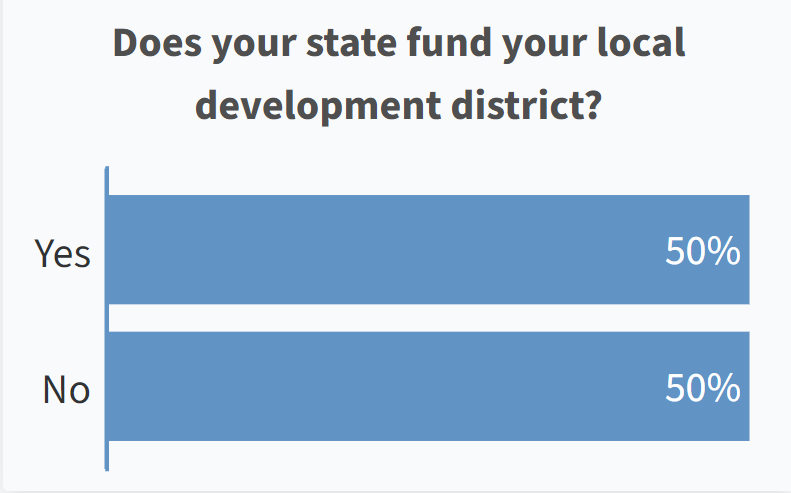 Does your state fund your local
development district?
Yes 50%
No 50%